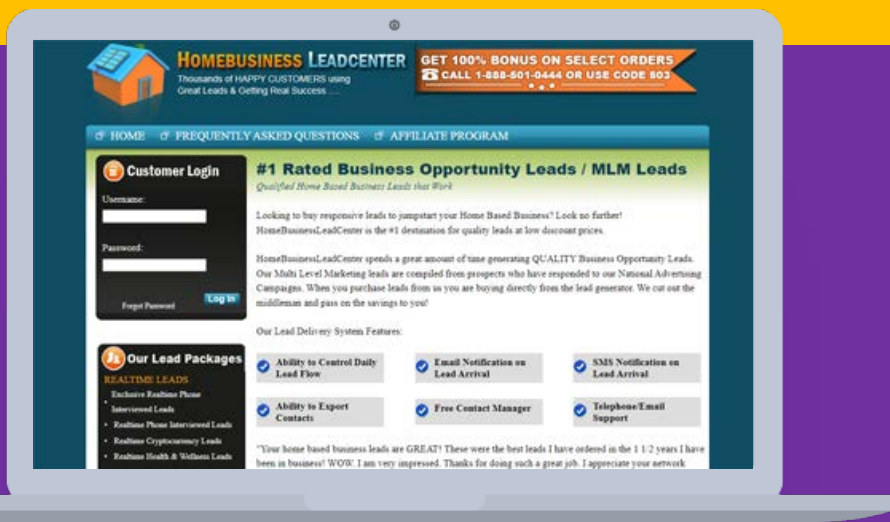 HOMEBUSINESS LEADCENTER
Thousands of HAPPY CUSTOMERS using
Great Leads & Getting Real Success ....
GET 100% BONUS ON SELECT ORDERS
CALL 1-888-501-0444 OR USE CODE 503
HOME FREQUENTLY ASKED QUESTIONS AFFILIATE PROGRAM
Customer Login
Username:
Password:
Forgot Password
Log In
Our Lead Packages
REALTIME LEADS
Exclusive Realtime Phone
Interviewed Leads
Realtime Phone Interviewed Leads
Realtime Cryptocurrency Leads
Realtime Health & Wellness Leads
#1 Rated Business Opportunity Leads / MLM Leads
Qualified Home Based Business Leads that Work
Looking to buy responsive leads to jumpstart your Home Based Business? Look no further!
HomeBusinessLeadCenter is the #1 destination for quality leads at low discount prices.
HomeBusinessLeadCenter spends a great amount of time generating QUALITY Business Opportunity Leads.
Our Multi Level Marketing leads are compiled from prospects who have responded to our National Advertising
Campaigns. When you purchase leads from us you are buying directly from the lead generator. We cut out the
middleman and pass on the savings to you!
Our Lead Delivery System Features:
Ability to Control Daily
Lead Flow
Email Notification on
Lead Arrival
SMS Notification on
Lead Arrival
Ability to Export
Contacts
Free Contact Manager
Telephone/Email
Support
"Your home based business leads are GREAT! These were the best leads I have ordered in the 1 1/2 years I have
been in business! WOW. I am very impressed. Thanks for doing such a great job. I appreciate your network